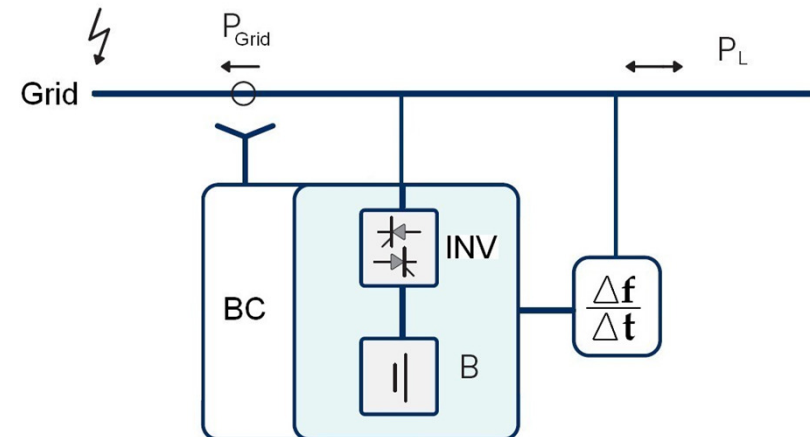 P_Grid
P_L
Grid
INV
BC
Δf
Δt
B